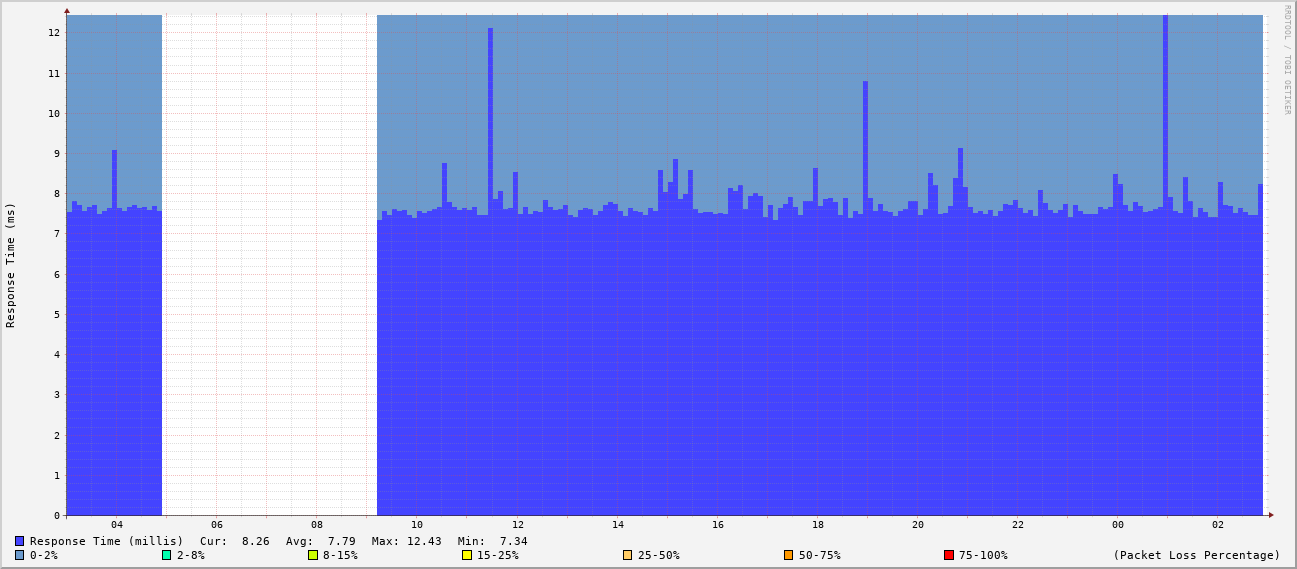 RRDTOOL / TOBI OETIKER
Response Time (ms)
12
11
10
9
8
7
6
5
4
3
2
1
0
04 06 08 10 12 14 16 18 20 22 00 02
Response Time (millis) Cur: 8.26 Avg: 7.79 Max: 12.43 Min: 7.34
0-2% 2-8% 8-15% 15-25% 25-50% 50-75% 75-100% (Packet Loss Percentage)